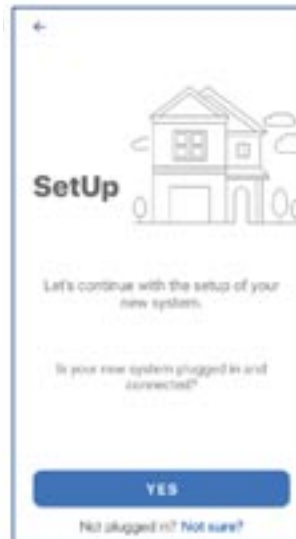 SetUp
Let's continue with the setup of your
new system.
Is your new system plugged in and
connected?
YES
Not plugged in? Not sure?